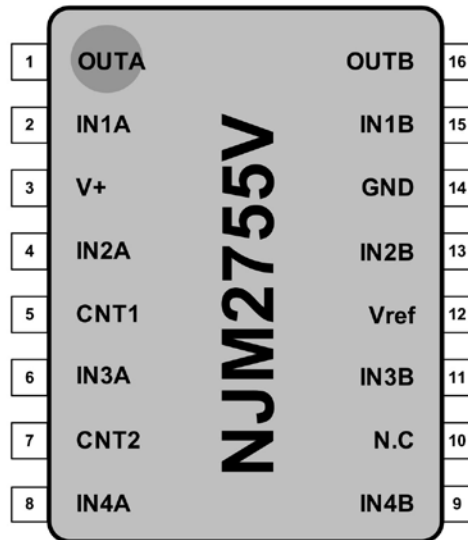 1 OUTA OUTB 16
2 IN1A IN1B 15
3 V+ GND 14
4 IN2A IN2B 13
5 CNT1 Vref 12
6 IN3A IN3B 11
7 CNT2 N.C 10
8 IN4A IN4B 9
NJM2755V